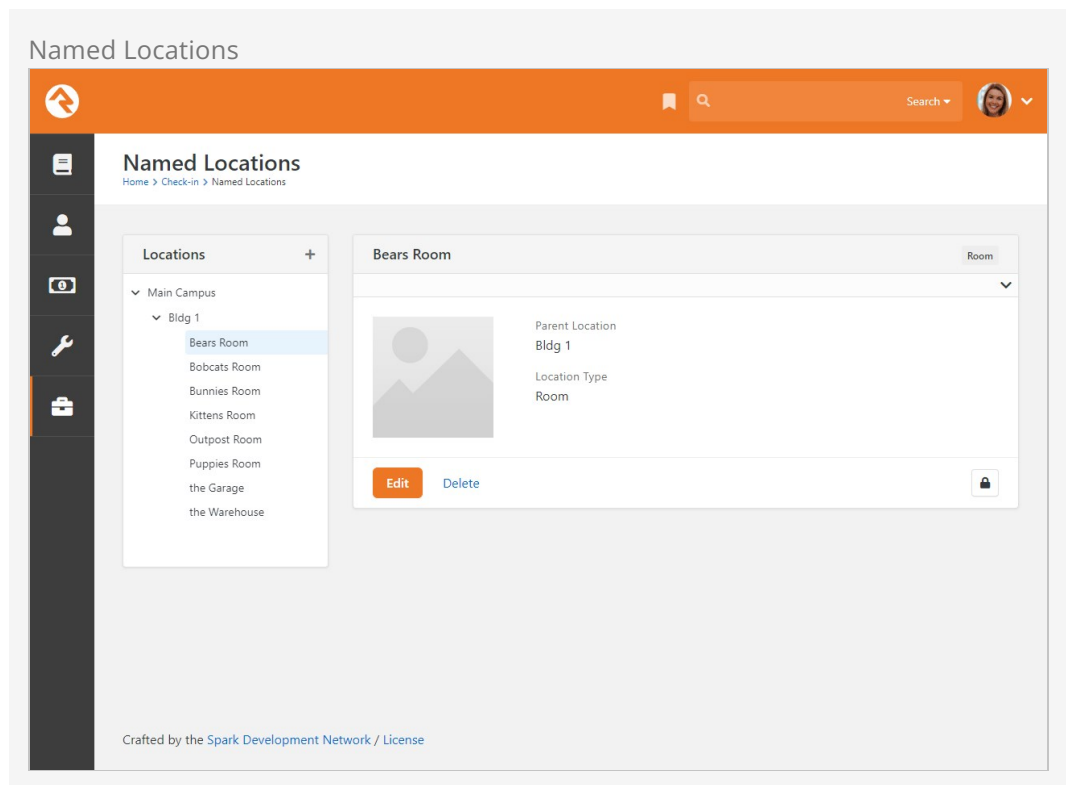 Named Locations
Search
Named Locations
Home > Check-in > Named Locations
Locations +
Bears Room
Room
Main Campus
Bldg 1
Bears Room
Bobcats Room
Bunnies Room
Kittens Room
Outpost Room
Puppies Room
the Garage
the Warehouse
Parent Location
Bldg 1
Location Type
Room
Edit Delete
Crafted by the Spark Development Network / License